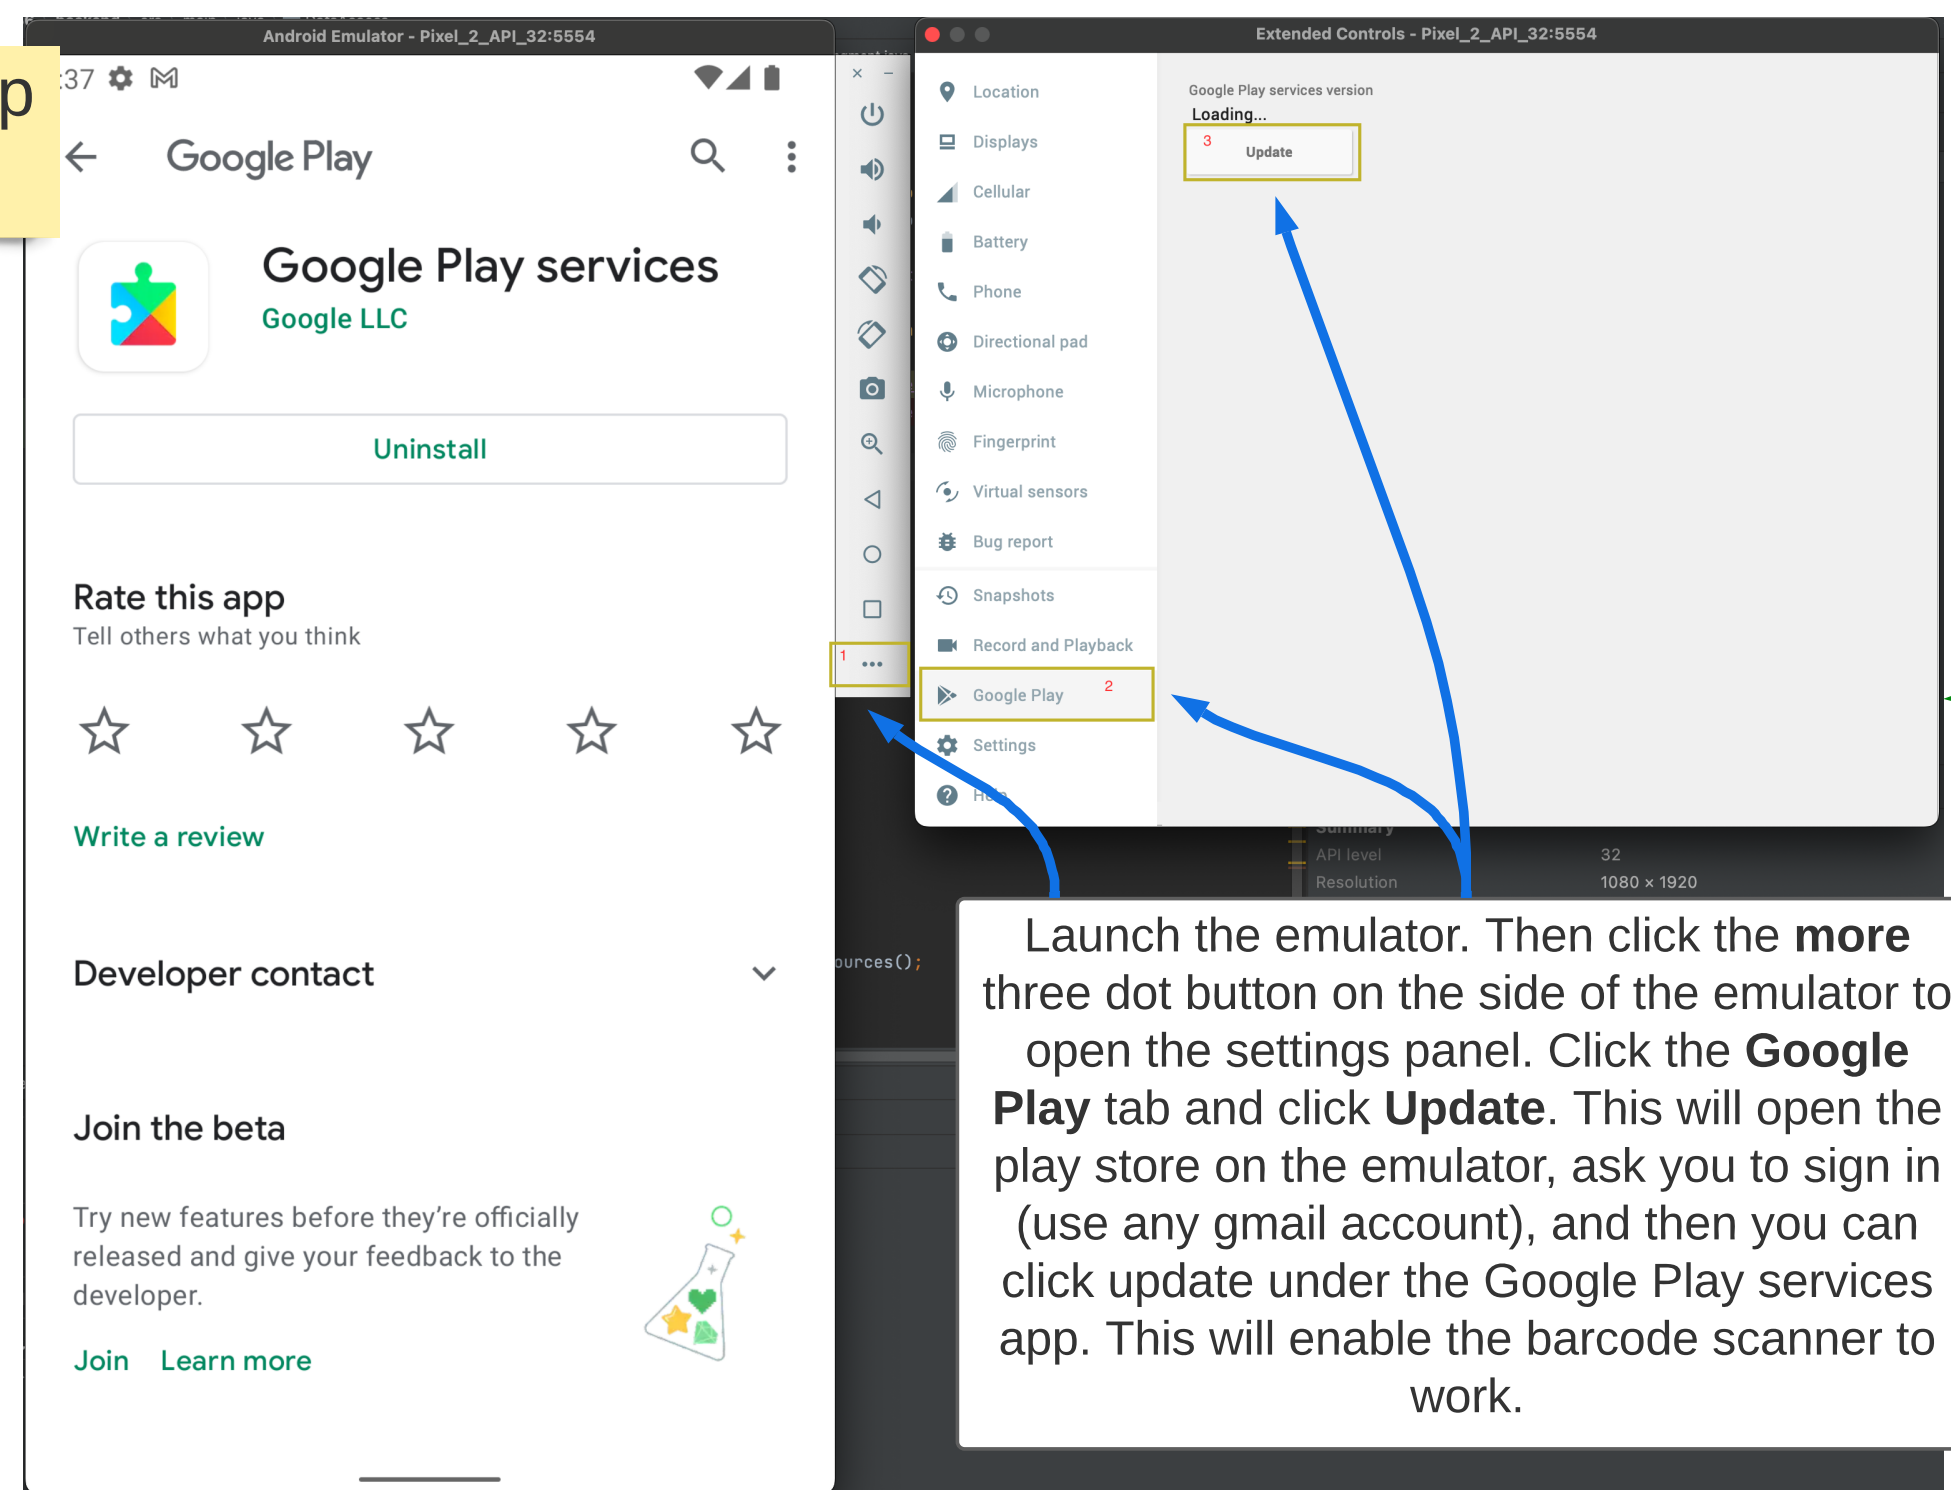 Android Emulator - Pixel_2_API_32:5554
Extended Controls - Pixel_2_API_32:5554
p
:37
Google Play
Google Play services
Google LLC
Uninstall
Rate this app
Tell others what you think
Write a review
Developer contact
Join the beta
Try new features before they're officially
released and give your feedback to the
developer.
Join Learn more
1
Location
Displays
Cellular
Battery
Phone
Directional pad
Microphone
Fingerprint
Virtual sensors
Bug report
Snapshots
Record and Playback
Google Play 2
Settings
Help
Google Play services version
Loading...
3 Update
Summary
API level 32
Resolution 1080 × 1920
ources();
Launch the emulator. Then click the more
three dot button on the side of the emulator to
open the settings panel. Click the Google
Play tab and click Update. This will open the
play store on the emulator, ask you to sign in
(use any gmail account), and then you can
click update under the Google Play services
app. This will enable the barcode scanner to
work.